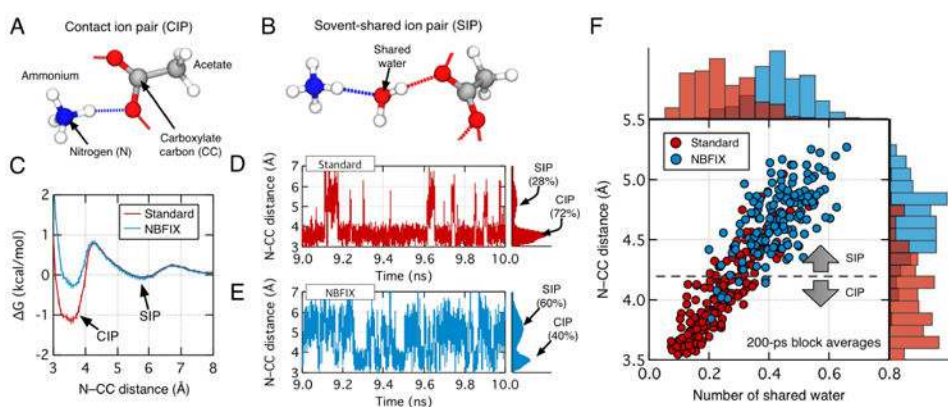 A
Contact ion pair (CIP)
Ammonium
Acetate
Nitrogen (N)
Carboxylate
carbon (CC)
B
Sovent-shared ion pair (SIP)
Shared
water
C
Standard
NBFIX
CIP
SIP
ΔG (kcal/mol)
2
1
0
-1
-2
3 4 5 6 7 8
N–CC distance (Å)
D
Standard
N–CC
distance (Å)
7
6
5
4
3
9.0 9.2 9.4 9.6 9.8 10.0
Time (ns)
SIP
(28%)
CIP
(72%)
E
NBFIX
N–CC
distance (Å)
7
6
5
4
3
9.0 9.2 9.4 9.6 9.8 10.0 10.0
Time (ns)
SIP
(60%)
CIP
(40%)
F
Standard
NBFIX
N–CC distance (Å)
5.5
5.0
4.5
4.0
3.5
SIP
CIP
200-ps block averages
0.0 0.2 0.4 0.6 0.8
Number of shared water